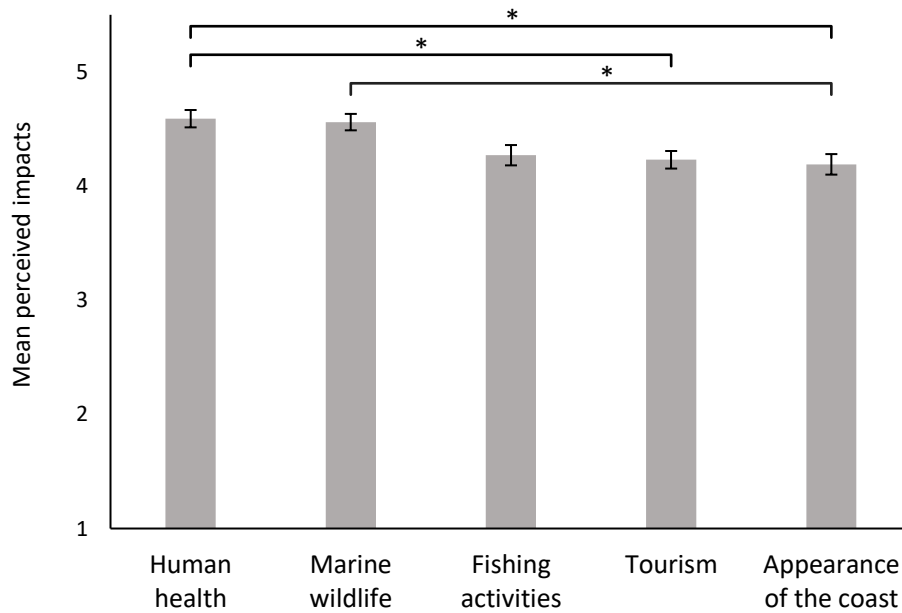 *
*
*
5
4
3
2
1
Mean perceived impacts
Human
health
Marine
wildlife
Fishing
activities
Tourism
Appearance
of the coast